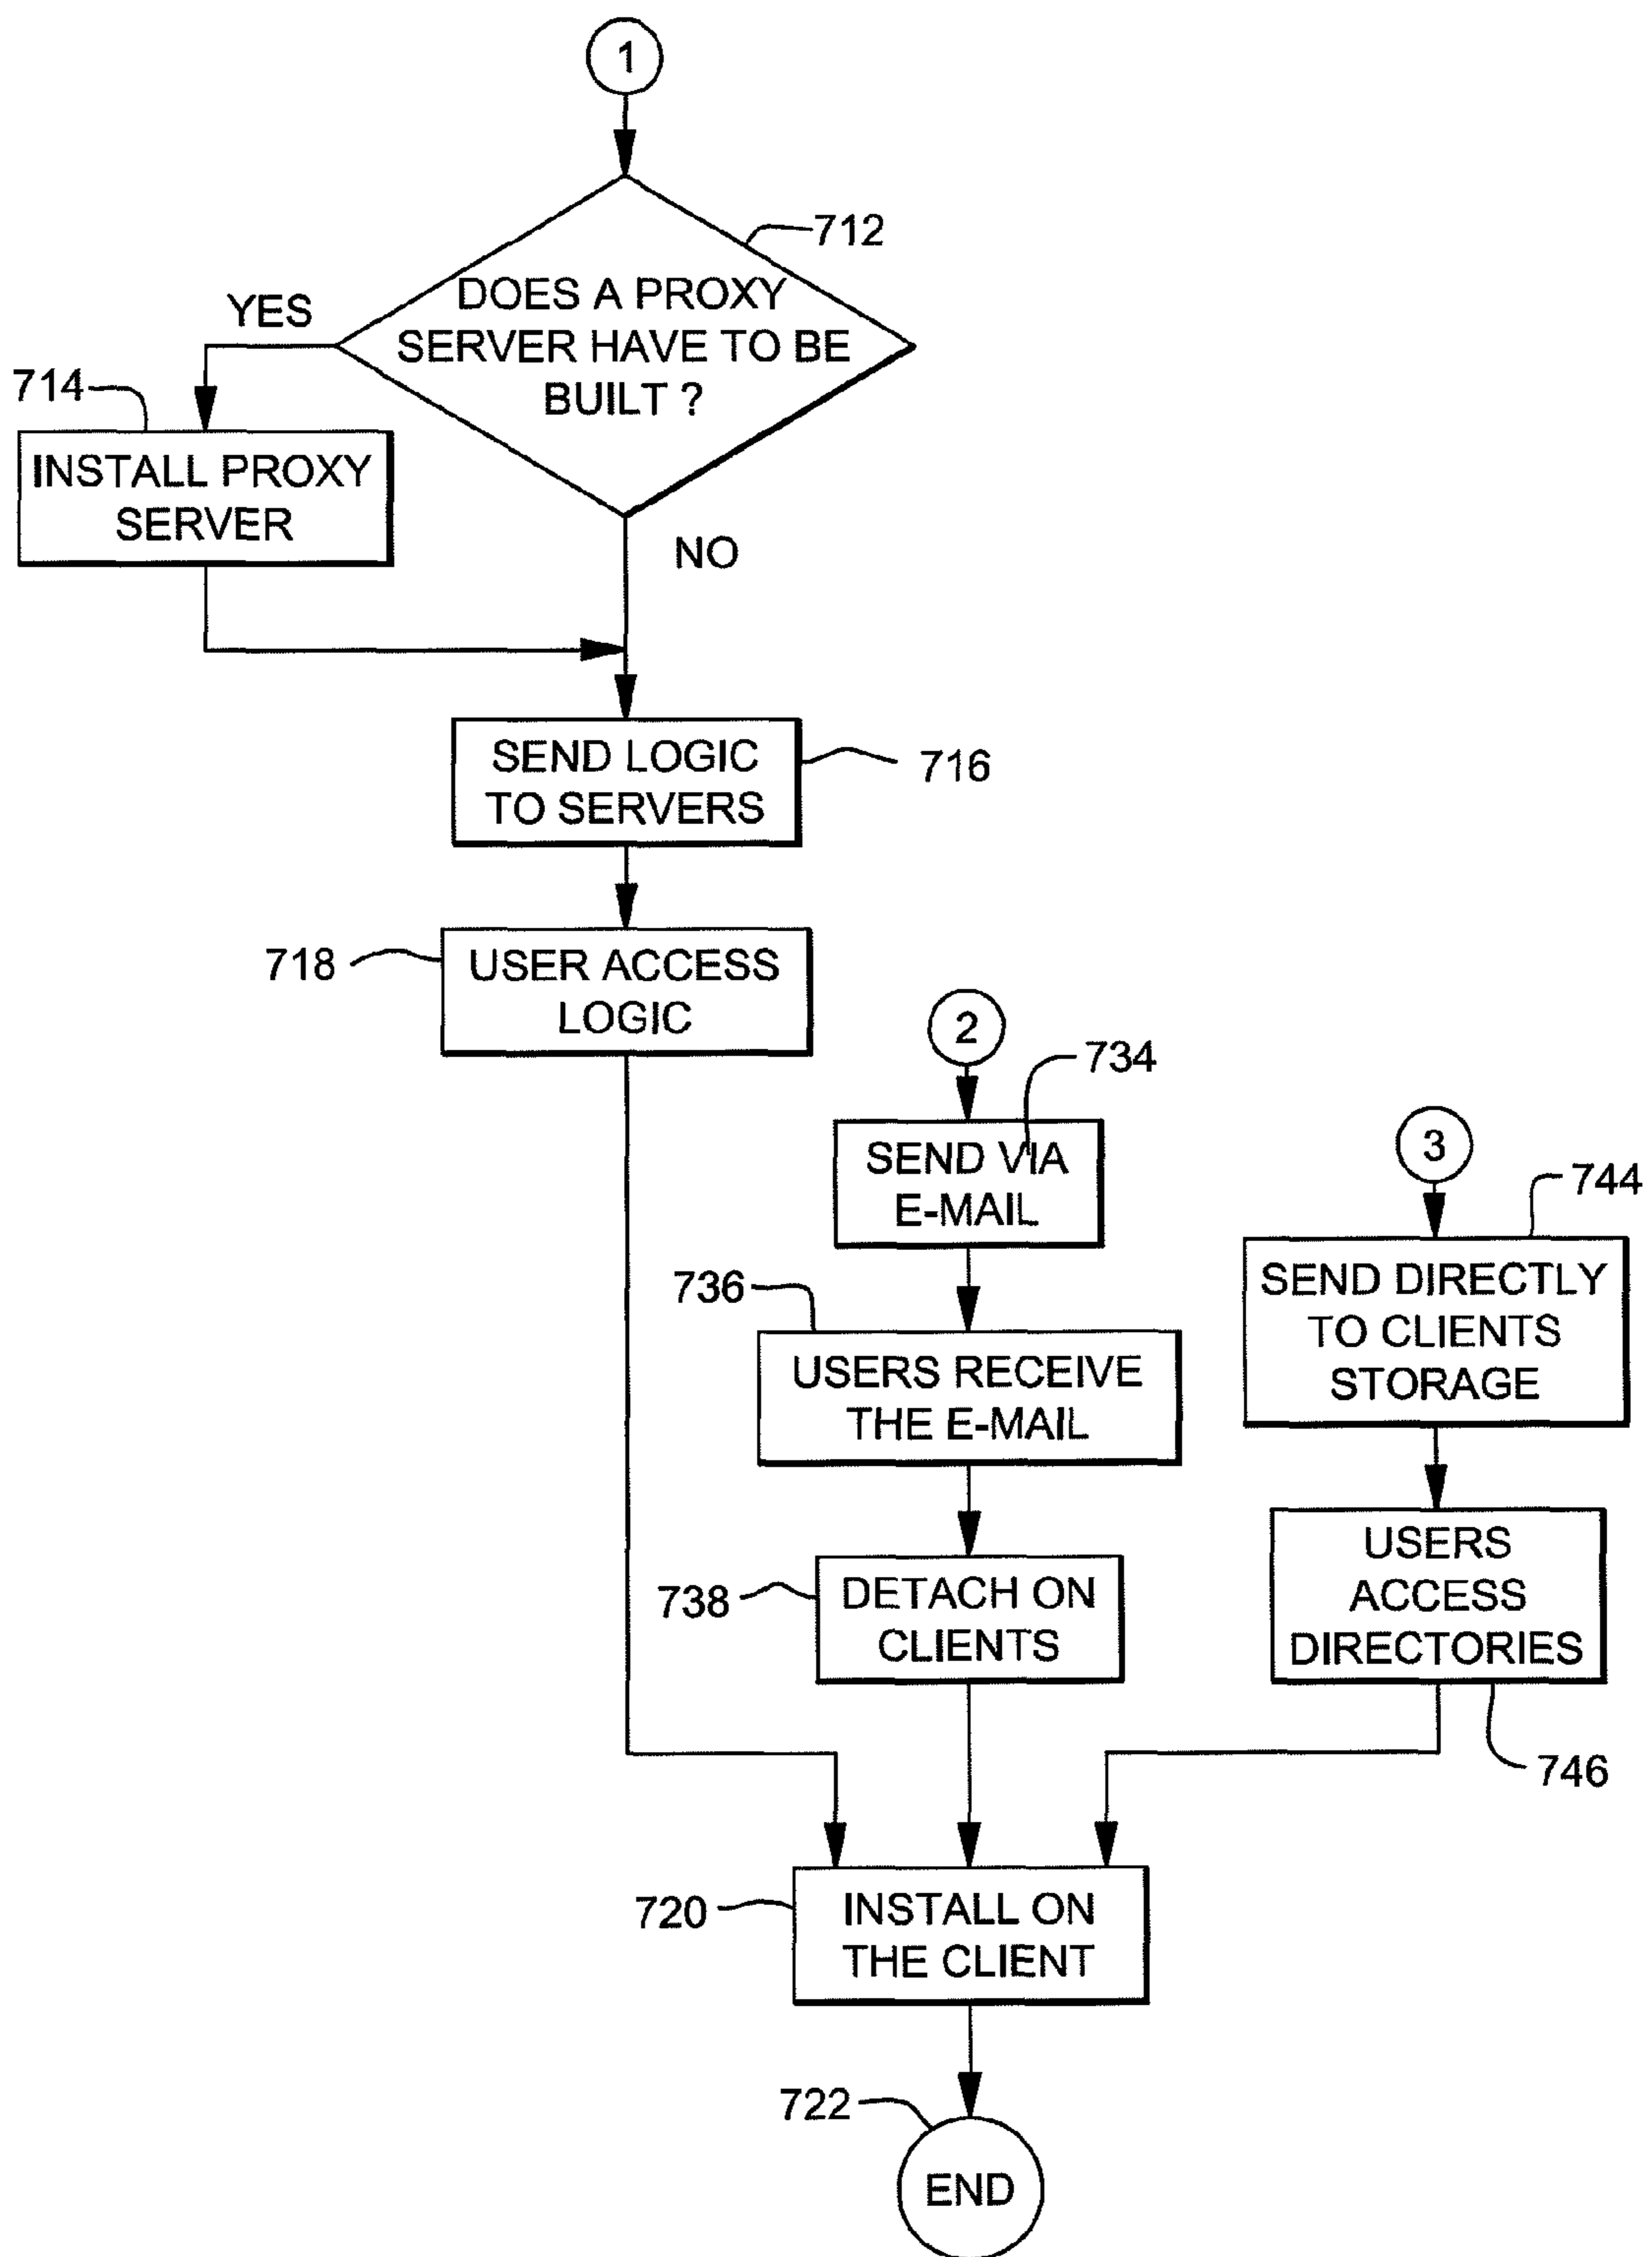 1
712
DOES A PROXY
SERVER HAVE TO BE
BUILT ?
YES
714
INSTALL PROXY
SERVER
NO
SEND LOGIC
TO SERVERS
716
718
USER ACCESS
LOGIC
2
734
SEND VIA
E-MAIL
3
744
SEND DIRECTLY
TO CLIENTS
STORAGE
736
USERS RECEIVE
THE E-MAIL
738
DETACH ON
CLIENTS
USERS
ACCESS
DIRECTORIES
746
720
INSTALL ON
THE CLIENT
722
END